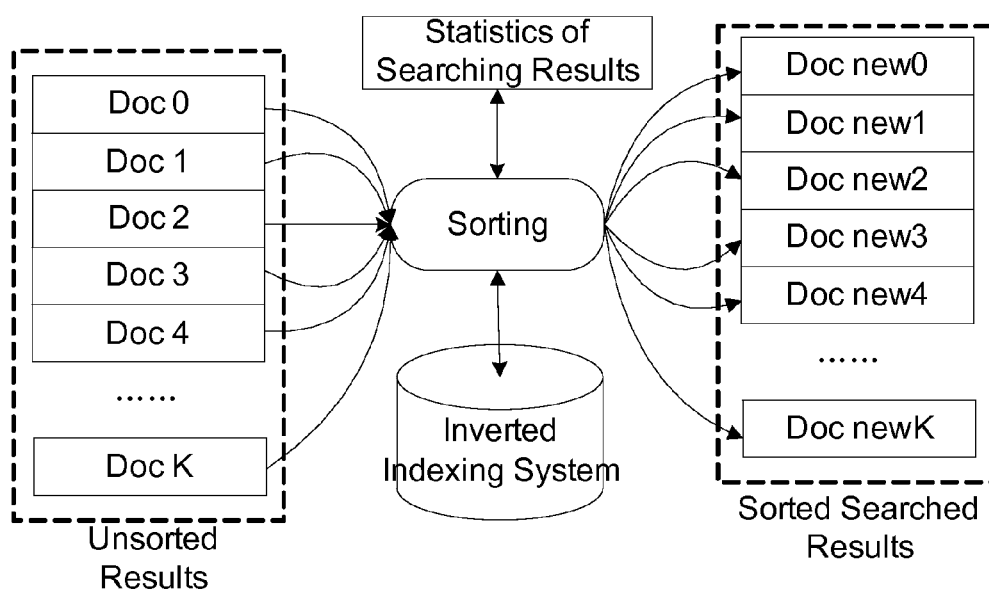 Doc 0
Doc 1
Doc 2
Doc 3
Doc 4
……
Doc K
Unsorted
Results
Statistics of
Searching Results
Sorting
Inverted
Indexing System
Doc new0
Doc new1
Doc new2
Doc new3
Doc new4
……
Doc newK
Sorted Searched
Results